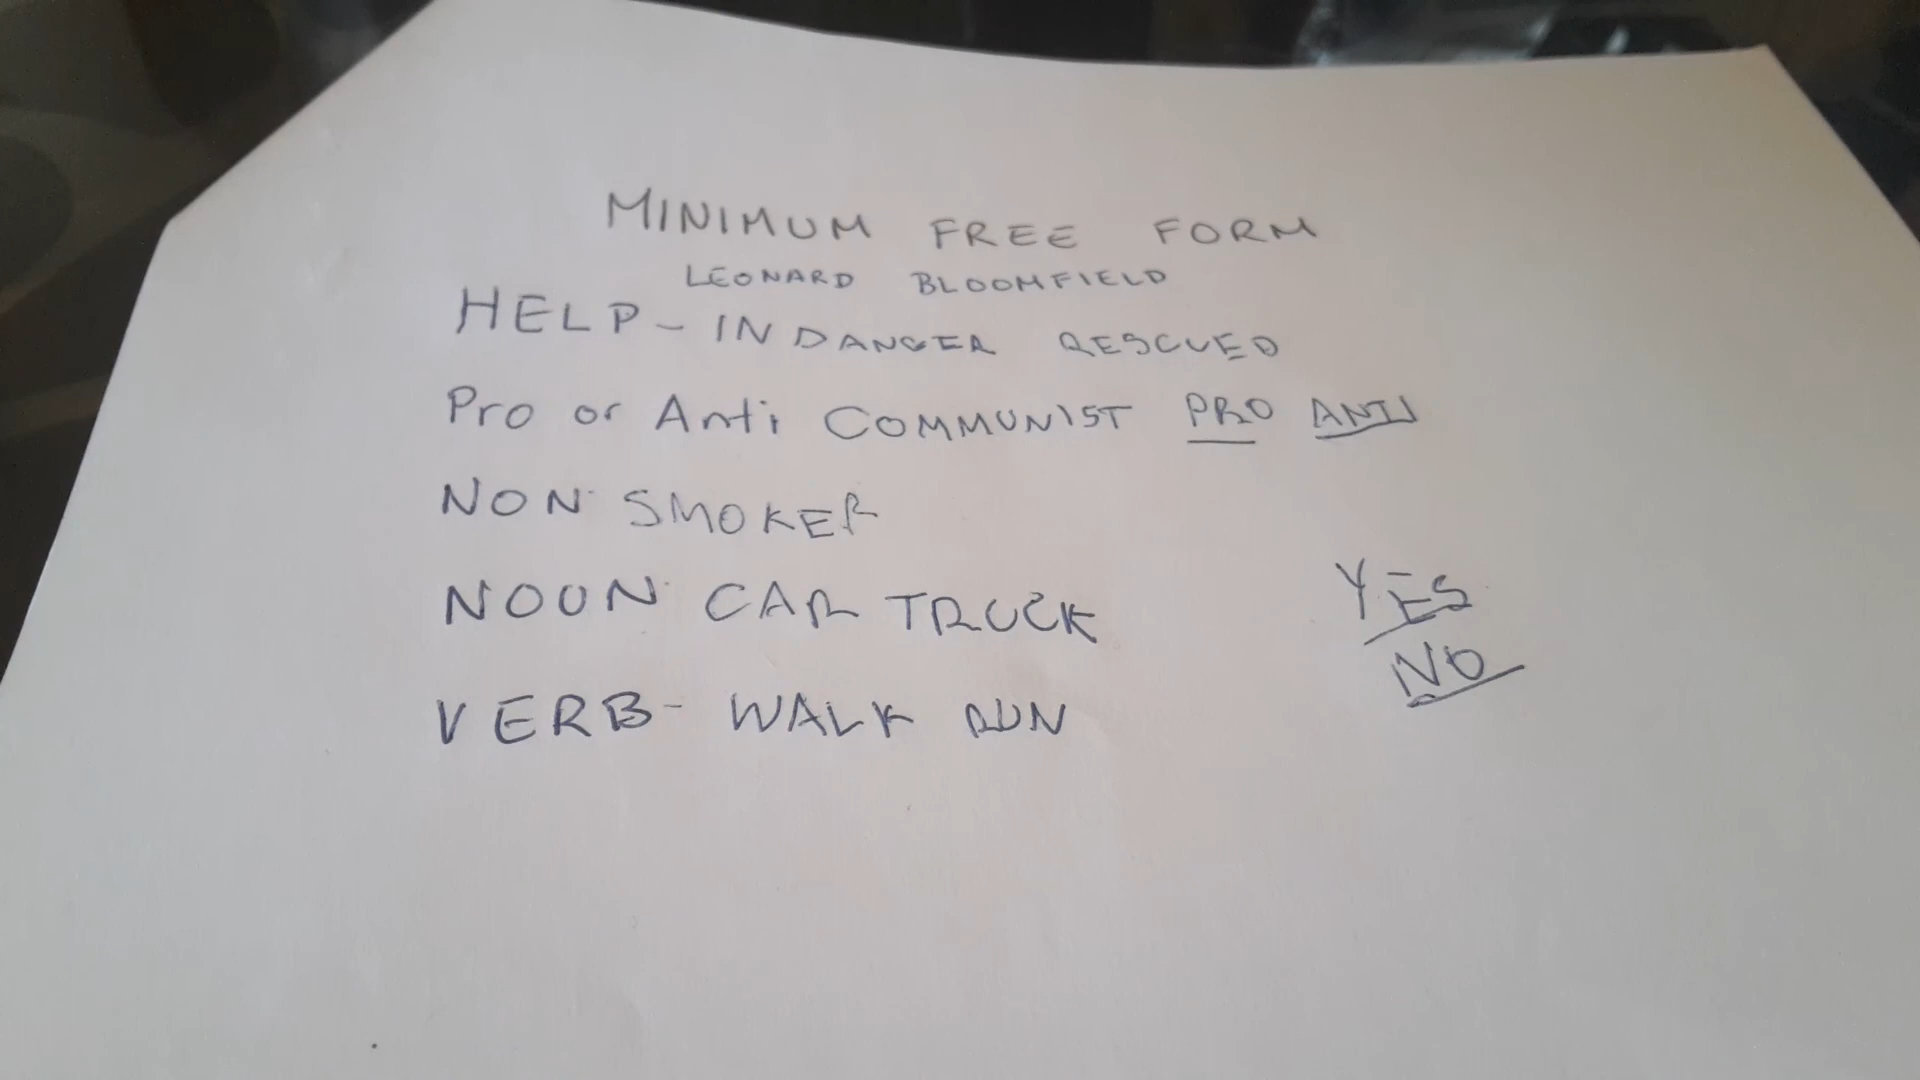 MINIMUM FREE FORM
LEONARD BLOOMFIELD
HELP - IN DANGER RESCUED
Pro or Anti COMMUNIST PRO ANTI
NON SMOKER
NOUN CAR TRUCK
YES
NO
VERB - WALK RUN